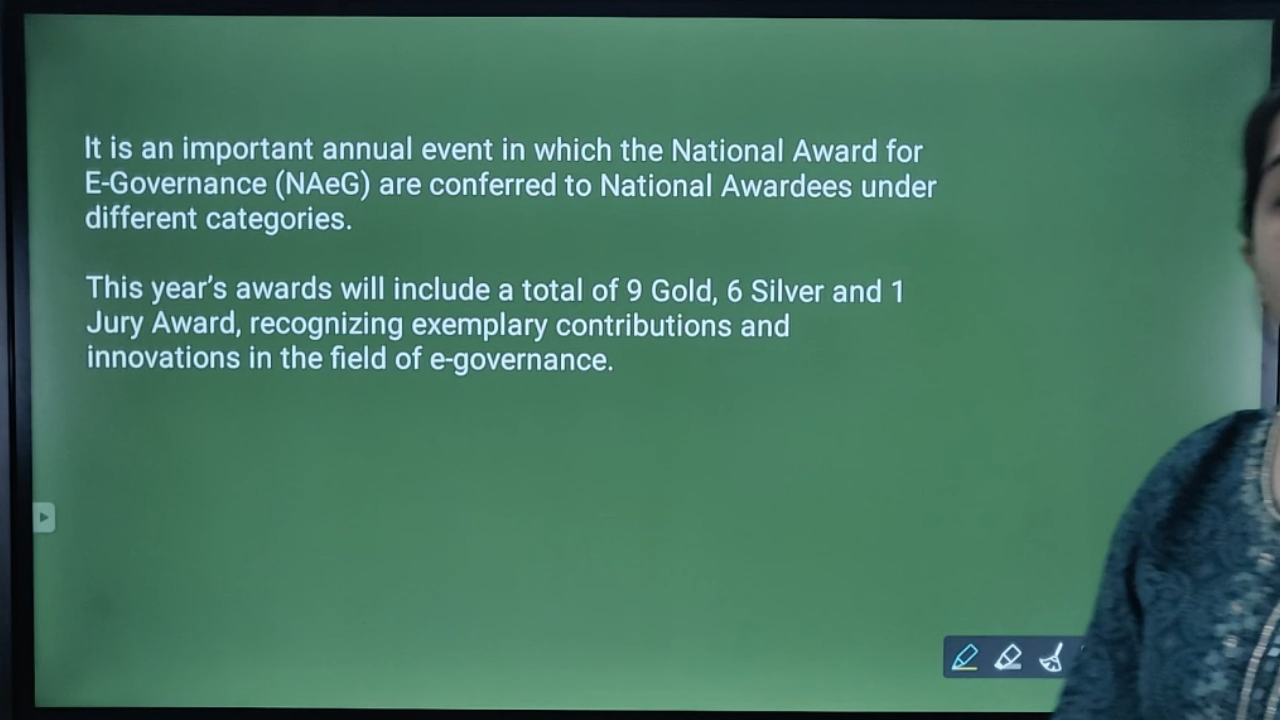 It is an important annual event in which the National Award for
E-Governance (NAeG) are conferred to National Awardees under
different categories.
This year's awards will include a total of 9 Gold, 6 Silver and 1
Jury Award, recognizing exemplary contributions and
innovations in the field of e-governance.